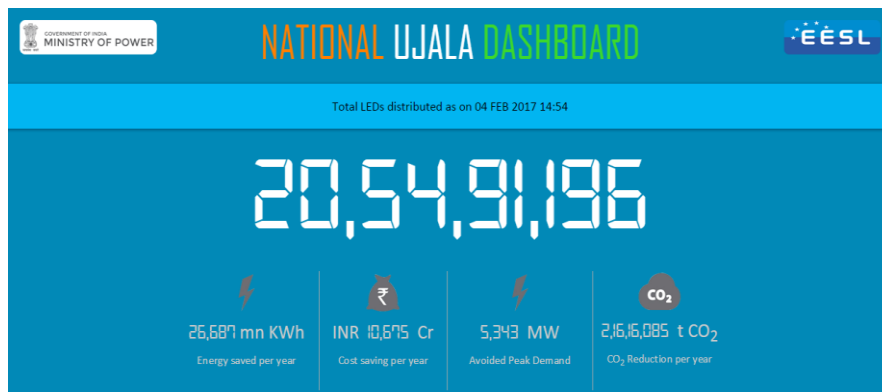 GOVERNMENT OF INDIA
MINISTRY OF POWER
NATIONAL UJALA DASHBOARD
EESL
Total LEDs distributed as on 04 FEB 2017 14:54
20,54,91,196
₹
CO₂
26,687 mn KWh
INR 10,675 Cr
5,343 MW
2,16,16,085 t CO₂
Energy saved per year
Cost saving per year
Avoided Peak Demand
CO₂ Reduction per year